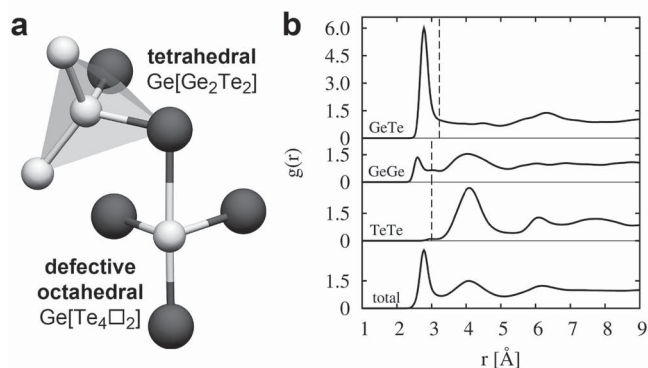 a
tetrahedral
Ge[Ge₂Te₂]
defective
octahedral
Ge[Te₄□₂]
b
g(r)
6.0
4.5
3.0
1.5
0
GeTe
1.5
0
GeGe
1.5
0
TeTe
1.5
0
total
1 2 3 4 5 6 7 8 9
r [Å]